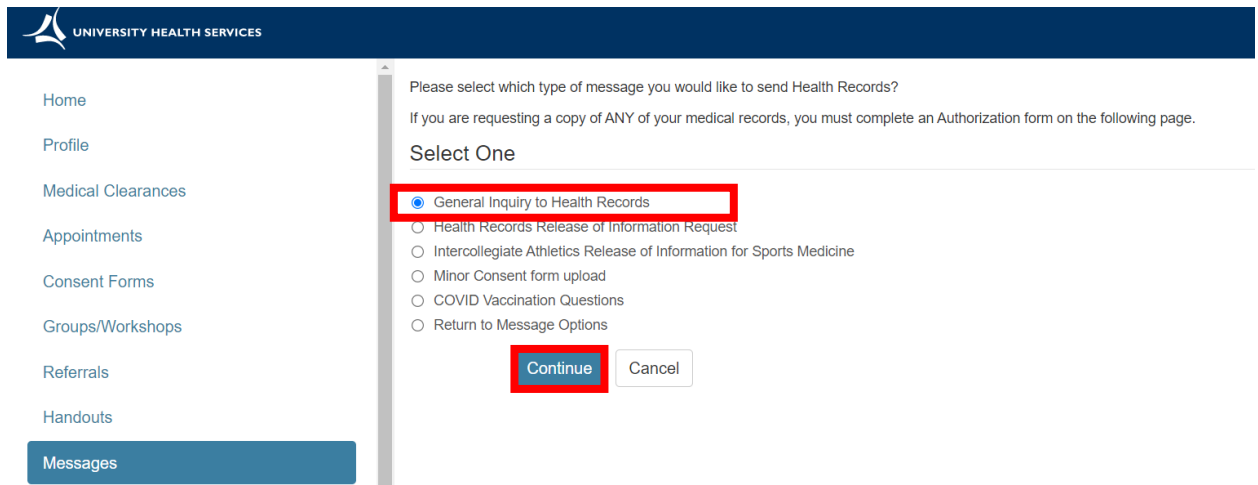 UNIVERSITY HEALTH SERVICES
Home
Profile
Medical Clearances
Appointments
Consent Forms
Groups/Workshops
Referrals
Handouts
Messages
Please select which type of message you would like to send Health Records?
If you are requesting a copy of ANY of your medical records, you must complete an Authorization form on the following page.
Select One
General Inquiry to Health Records
Health Records Release of Information Request
Intercollegiate Athletics Release of Information for Sports Medicine
Minor Consent form upload
COVID Vaccination Questions
Return to Message Options
Continue Cancel